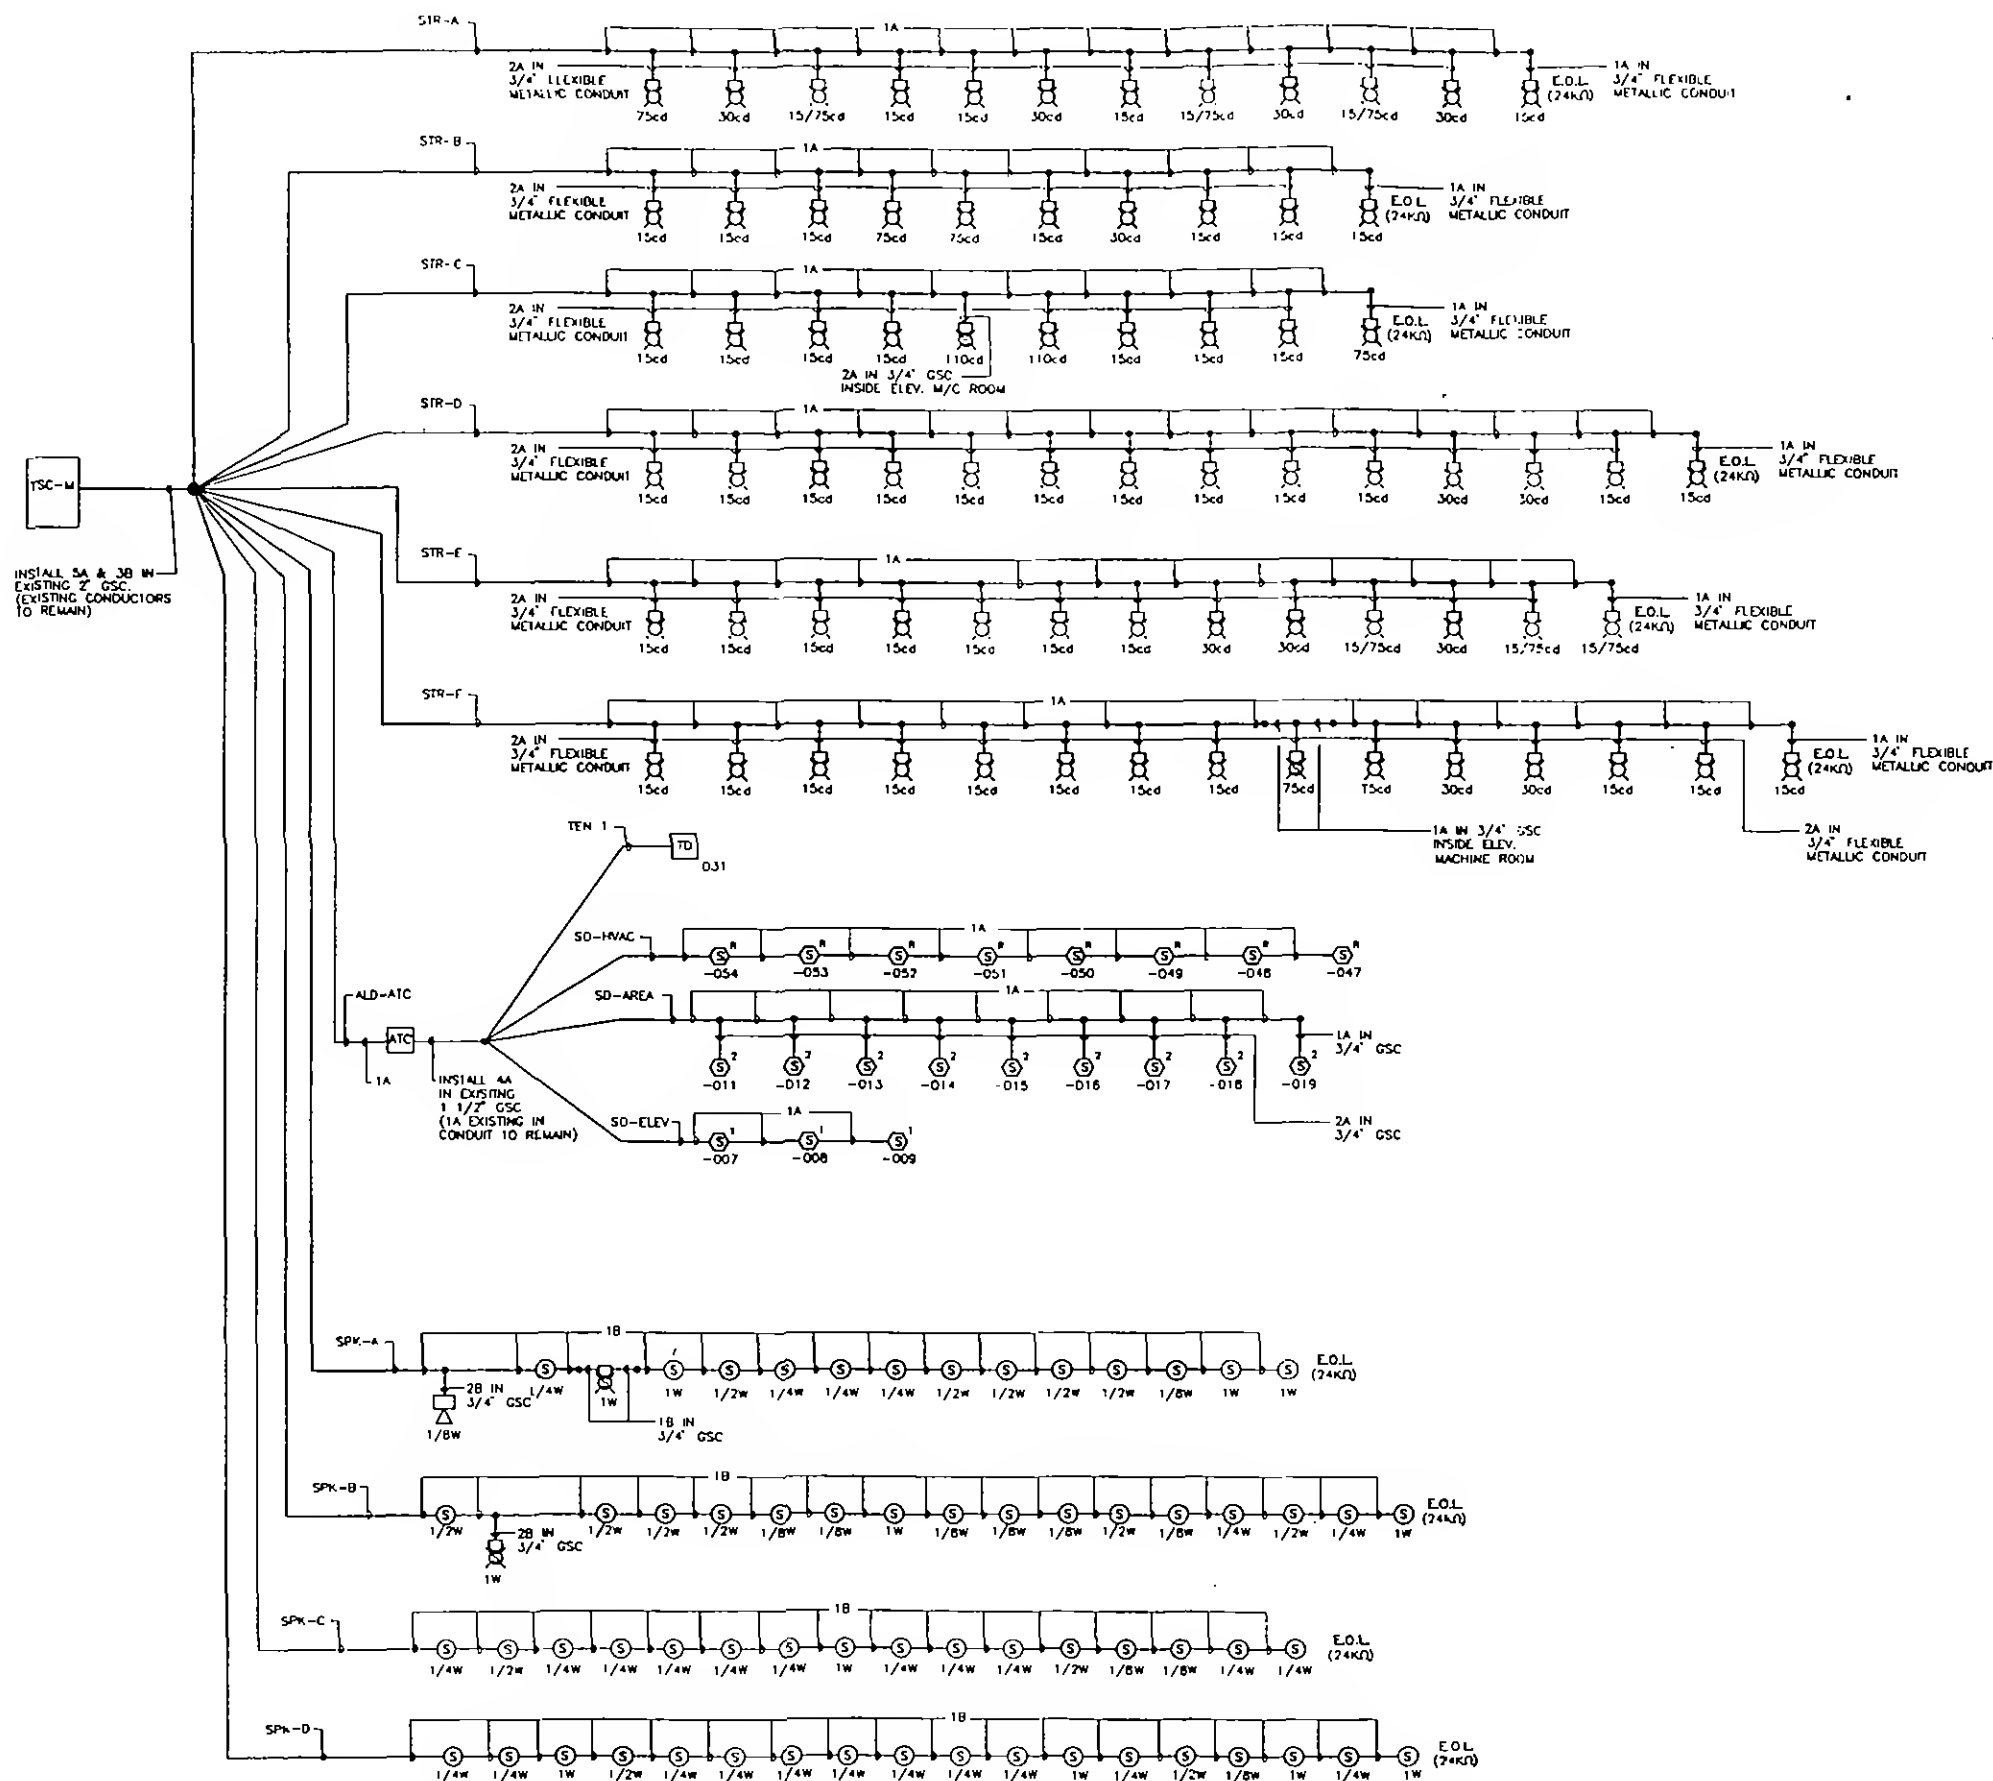 STR-A
1A
2A IN
3/4" FLEXIBLE
METALLIC CONDUIT
1A IN
3/4" FLEXIBLE
METALLIC CONDUIT
E.O.L.
(24KΩ)
75cd 30cd 15/75cd 15cd 15cd 30cd 15cd 15/75cd 30cd 15/75cd 30cd 15cd
STR-B
1A
2A IN
3/4" FLEXIBLE
METALLIC CONDUIT
1A IN
3/4" FLEXIBLE
METALLIC CONDUIT
E.O.L
(24KΩ)
15cd 15cd 15cd 75cd 75cd 15cd 30cd 15cd 15cd 15cd
STR-C
1A
2A IN
3/4" FLEXIBLE
METALLIC CONDUIT
1A IN
3/4" FLEXIBLE
METALLIC CONDUIT
E.O.L.
(24KΩ)
15cd 15cd 15cd 15cd 110cd 110cd 15cd 15cd 15cd 75cd
2A IN 3/4" GSC
INSIDE ELEV. M/C ROOM
STR-D
1A
2A IN
3/4" FLEXIBLE
METALLIC CONDUIT
1A IN
3/4" FLEXIBLE
METALLIC CONDUIT
E.O.L
(24KΩ)
15cd 15cd 15cd 15cd 15cd 15cd 15cd 15cd 15cd 15cd 30cd 30cd 15cd 15cd
TSC-M
INSTALL 5A & 3B IN
EXISTING 2" GSC.
(EXISTING CONDUCTORS
TO REMAIN)
STR-E
1A
2A IN
3/4" FLEXIBLE
METALLIC CONDUIT
1A IN
3/4" FLEXIBLE
METALLIC CONDUIT
E.O.L
(24KΩ)
15cd 15cd 15cd 15cd 15cd 15cd 15cd 30cd 30cd 15/75cd 30cd 15/75cd 15/75cd
STR-F
1A
2A IN
3/4" FLEXIBLE
METALLIC CONDUIT
1A IN
3/4" FLEXIBLE
METALLIC CONDUIT
E.O.L
(24KΩ)
15cd 15cd 15cd 15cd 15cd 15cd 15cd 15cd 75cd 15cd 30cd 30cd 15cd 15cd 15cd
1A IN 3/4" GSC
INSIDE ELEV.
MACHINE ROOM
2A IN
3/4" FLEXIBLE
METALLIC CONDUIT
TEN 1
TD
031
SD-HVAC
1A
S R S R S R S R S R S R S R S R
-054 -053 -052 -051 -050 -049 -048 -047
ALD-ATC
SD-AREA
1A
ATC
1A
INSTALL 4A
IN EXISTING
1 1/2" GSC
(1A EXISTING IN
CONDUIT TO REMAIN)
1A IN
3/4" GSC
S 2 S 2 S 2 S 2 S 2 S 2 S 2 S 2 S 2
-011 -012 -013 -014 -015 -016 -017 -018 -019
2A IN
3/4" GSC
SD-ELEV
1A
S 1 S 1 S 1
-007 -008 -009
SPK-A
1B
S S S S S S S S S S S S S
E.O.L
(24KΩ)
2B IN
3/4" GSC
1/8W
1/4W 1W 1W 1/2W 1/4W 1/4W 1/4W 1/2W 1/2W 1/2W 1/2W 1/8W 1W 1W
1B IN
3/4" GSC
SPK-B
1B
S S S S S S S S S S S S S S S S
E.O.L
(24KΩ)
1/2W 1/2W 1/2W 1/2W 1/8W 1/8W 1W 1/8W 1/8W 1/8W 1/2W 1/8W 1/4W 1/2W 1/4W 1W
2B IN
3/4" GSC
1W
SPK-C
1B
S S S S S S S S S S S S S S S S
E.O.L
(24KΩ)
1/4W 1/2W 1/4W 1/4W 1/4W 1/4W 1/4W 1W 1/4W 1/4W 1/4W 1/2W 1/8W 1/8W 1/4W 1/4W
SPK-D
1B
S S S S S S S S S S S S S S S S S S
E.O.L
(24KΩ)
1/4W 1/4W 1W 1/2W 1/4W 1/4W 1/4W 1/4W 1/4W 1/4W 1/4W 1W 1/4W 1/2W 1/8W 1W 1/4W 1W